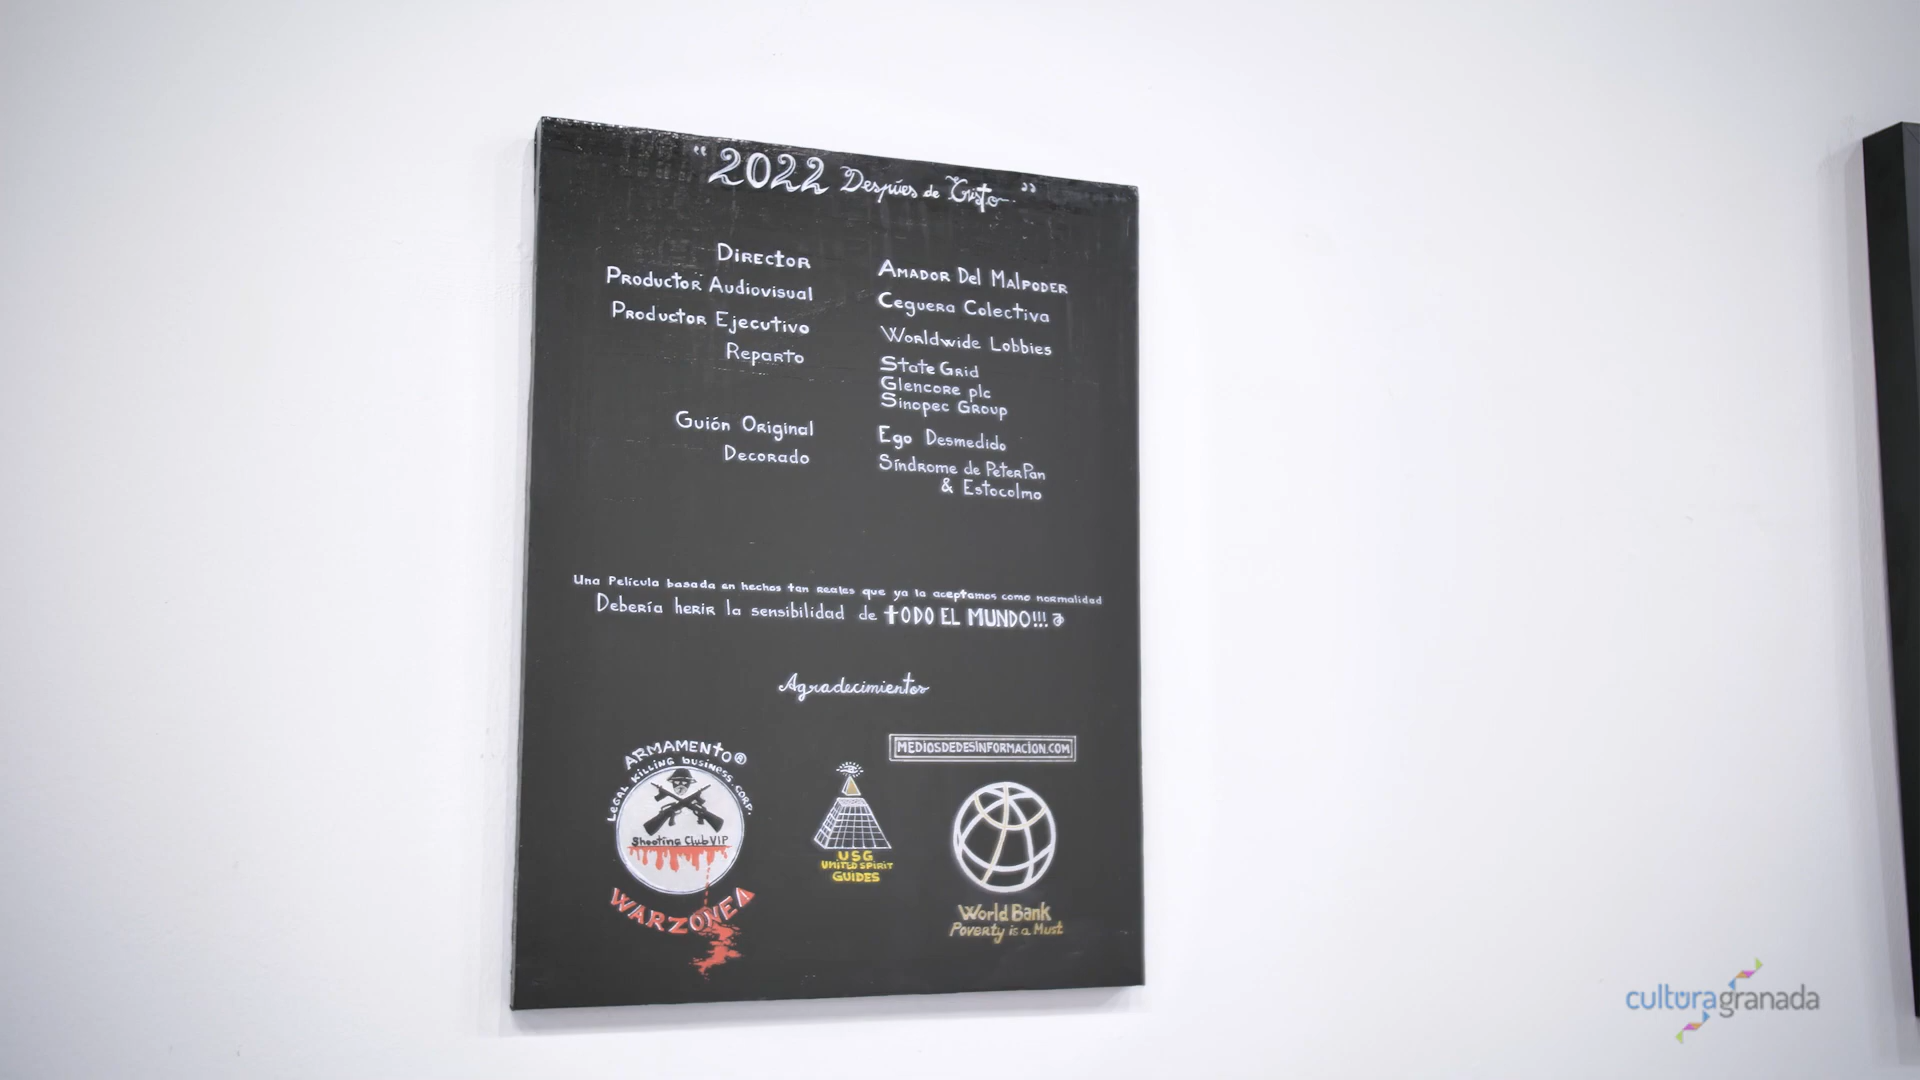 "2022 Despúes de Cristo"
Director Amador Del Malpoder
Productor Audiovisual Ceguera Colectiva
Productor Ejecutivo Worldwide Lobbies
Reparto State Grid
Glencore plc
Sinopec Group
Guión Original Ego Desmedido
Decorado Síndrome de Peter Pan
& Estocolmo
Una Película basada en hechos tan reales que ya la aceptamos como normalidad
Debería herir la sensibilidad de TODO EL MUNDO!!!
Agradecimientos
ARMAMENTO®
LEGAL KILLING BUSINESS.CORP.
Shooting Club VIP
WARZONE
USG
UNITED SPIRIT
GUIDES
MEDIOSDEDESINFORMACION.COM
World Bank
Poverty is a Must
culturagranada